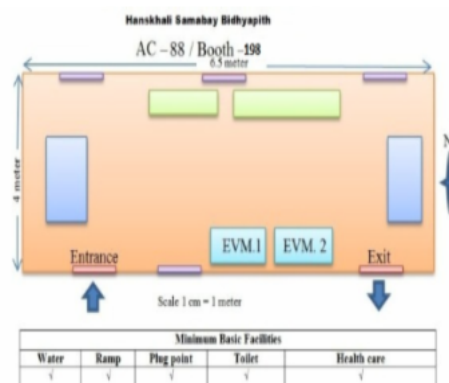 Hanskhali Samabay Bidhyapith
AC – 88 / Booth –198
6.5 meter
4 meter
N
EVM.1 EVM. 2
Entrance Exit
Scale 1 cm = 1 meter
Minimum Basic Facilities
Water Ramp Plug point Toilet Health care
√ √ √ √ √